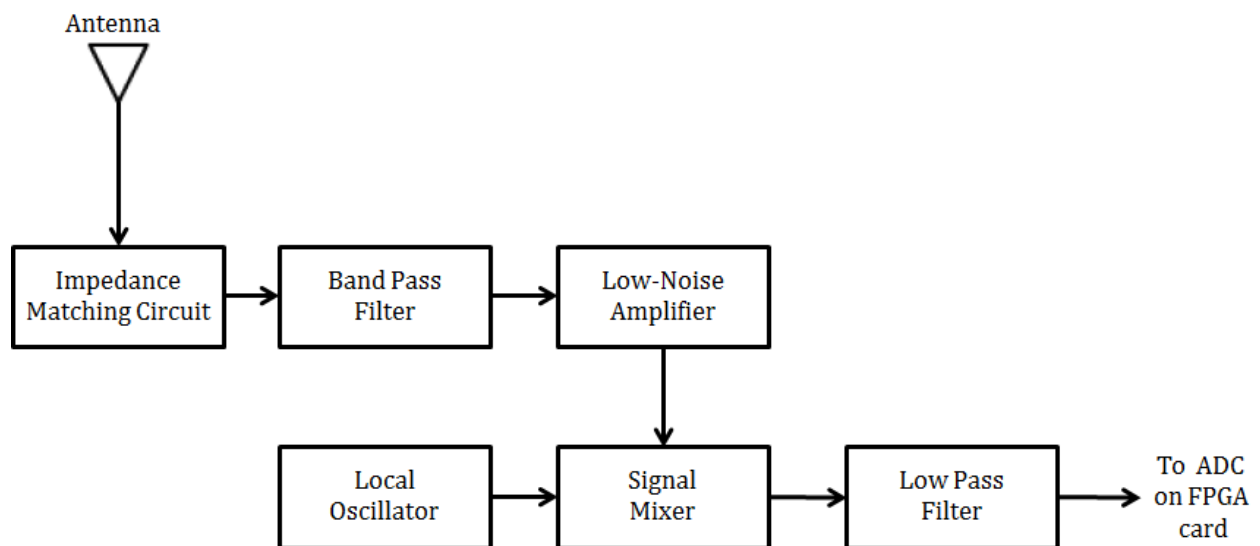 Antenna
Impedance
Matching Circuit
Band Pass
Filter
Low-Noise
Amplifier
Local
Oscillator
Signal
Mixer
Low Pass
Filter
To ADC
on FPGA
card